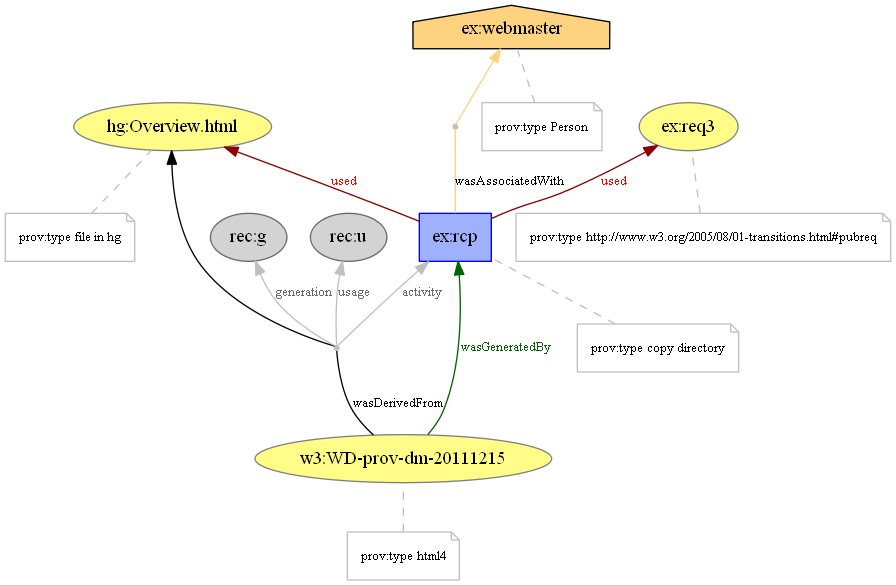 ex:webmaster
hg:Overview.html
prov:type Person
ex:req3
used
wasAssociatedWith
used
prov:type file in hg
rec:g
rec:u
ex:rcp
prov:type http://www.w3.org/2005/08/01-transitions.html#pubreq
generation
usage
activity
wasGeneratedBy
prov:type copy directory
wasDerivedFrom
w3:WD-prov-dm-20111215
prov:type html4